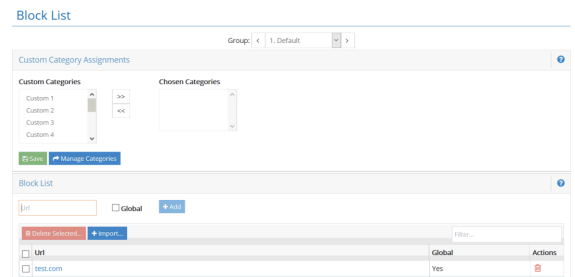 Block List
Group: < 1. Default >
Custom Category Assignments
Custom Categories Chosen Categories
Custom 1
Custom 2
Custom 3
Custom 4
>>
<<
Save Manage Categories
Block List
Url Global +Add
Delete Selected... +Import... Filter...
Url Global Actions
test.com Yes